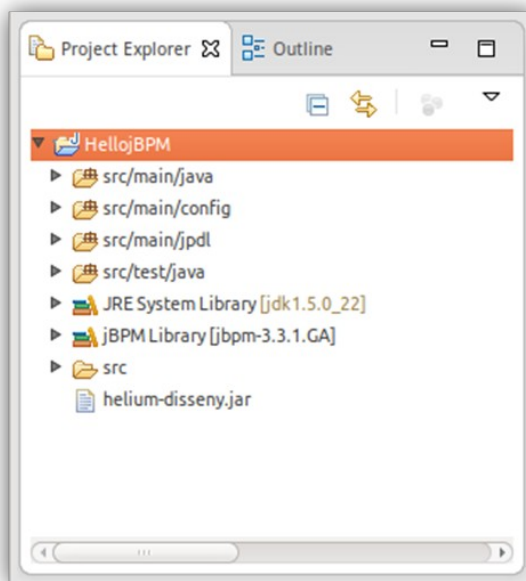 Project Explorer Outline
HellojBPM
src/main/java
src/main/config
src/main/jpdl
src/test/java
JRE System Library [jdk1.5.0_22]
jBPM Library [jbpm-3.3.1.GA]
src
helium-disseny.jar